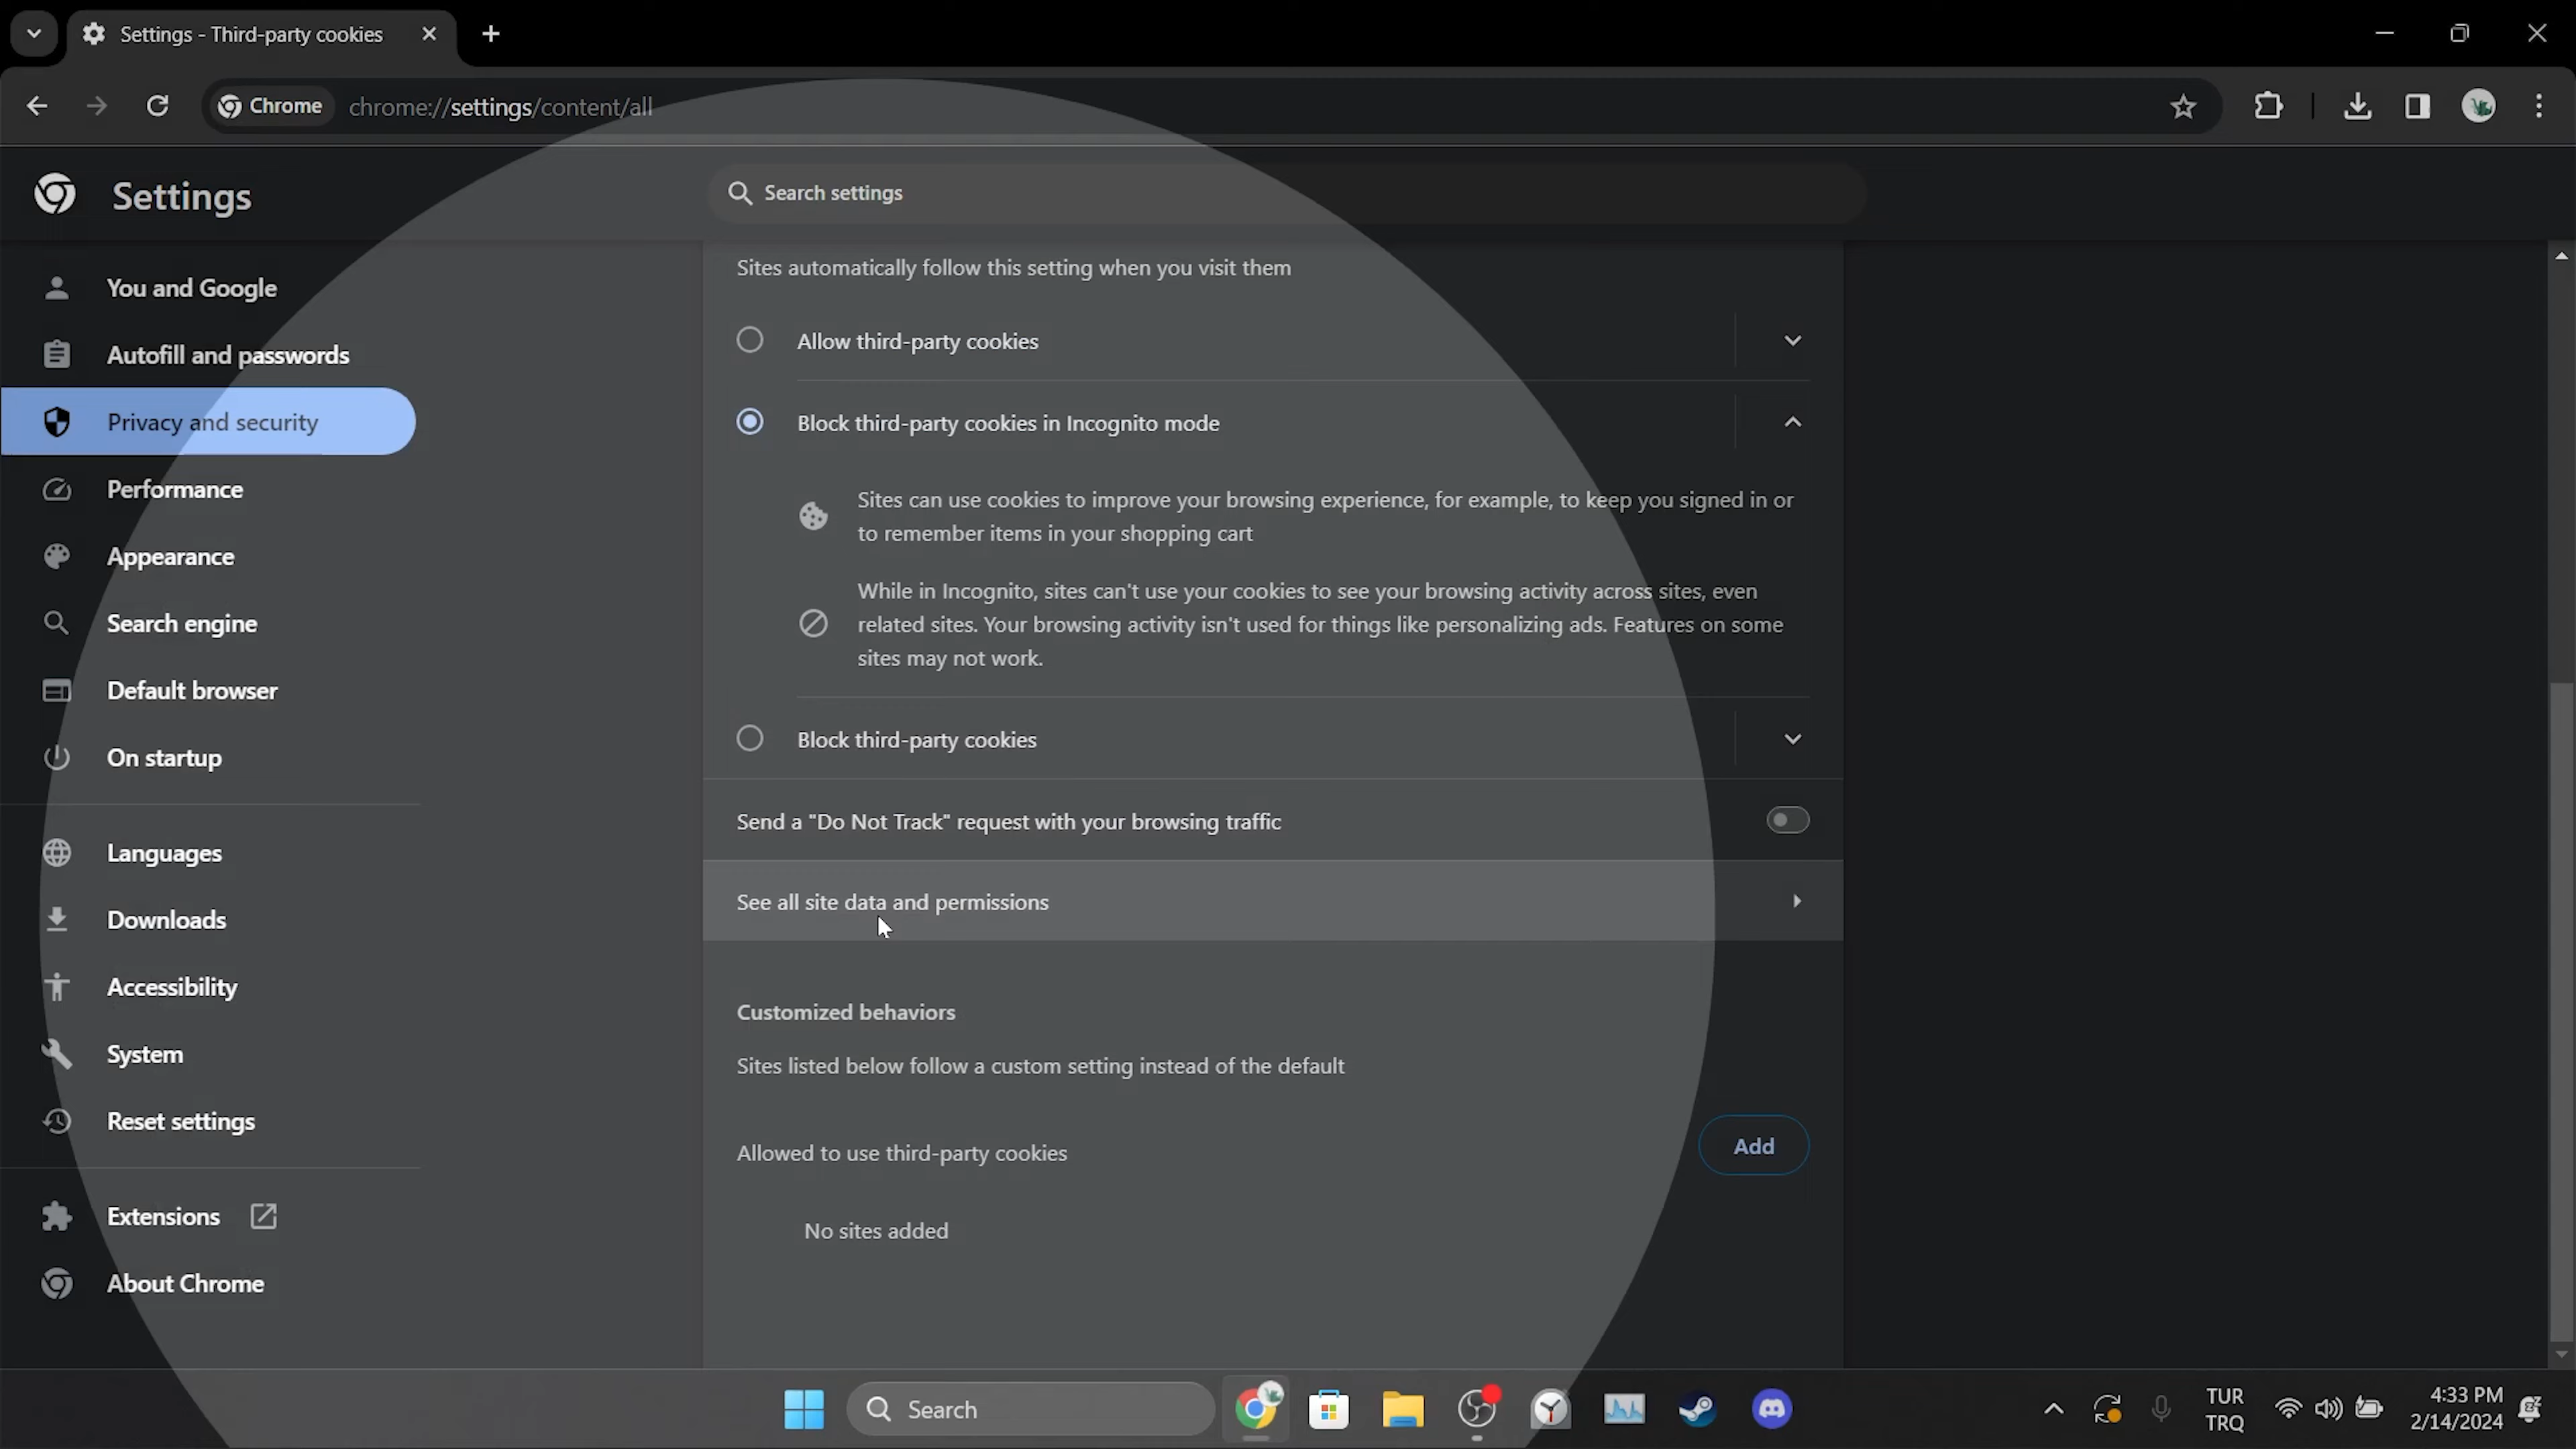 Settings - Third-party cookies
Chrome
chrome://settings/content/all
Settings
Search settings
You and Google
Autofill and passwords
Privacy and security
Performance
Appearance
Search engine
Default browser
On startup
Languages
Downloads
Accessibility
System
Reset settings
Extensions
About Chrome
Sites automatically follow this setting when you visit them
Allow third-party cookies
Block third-party cookies in Incognito mode
Sites can use cookies to improve your browsing experience, for example, to keep you signed in or
to remember items in your shopping cart
While in Incognito, sites can't use your cookies to see your browsing activity across sites, even
related sites. Your browsing activity isn't used for things like personalizing ads. Features on some
sites may not work.
Block third-party cookies
Send a "Do Not Track" request with your browsing traffic
See all site data and permissions
Customized behaviors
Sites listed below follow a custom setting instead of the default
Allowed to use third-party cookies
Add
No sites added
Search
TUR
TRQ
4:33 PM
2/14/2024